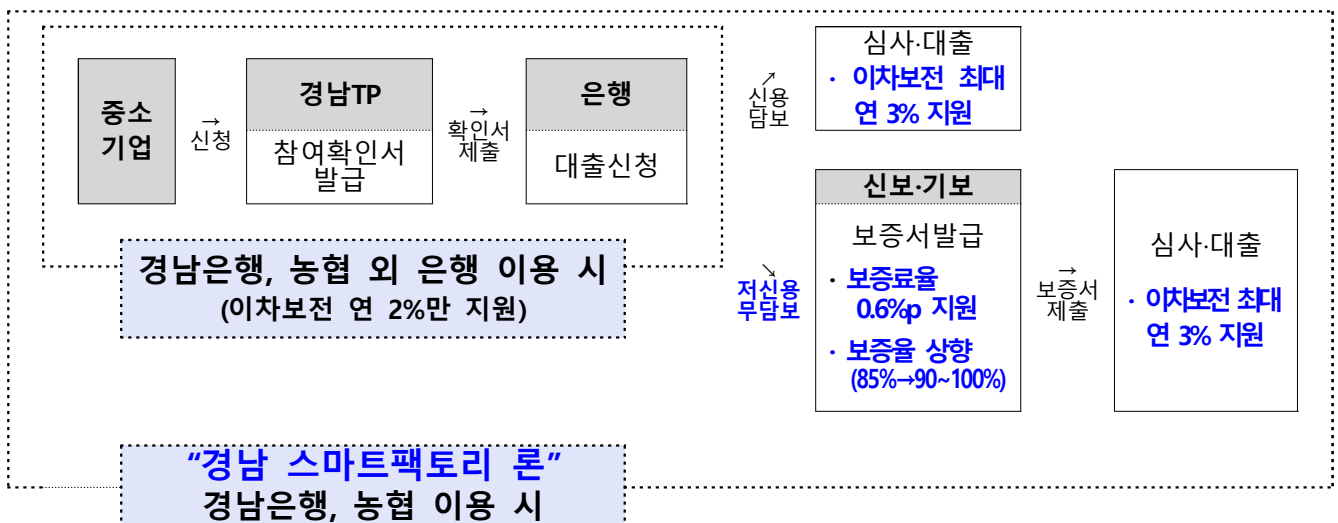 중소
기업
→
신청
경남TP
참여확인서
발급
→
확인서
제출
은행
대출신청
경남은행, 농협 외 은행 이용 시
(이차보전 연 2%만 지원)
↗
신용
담보
심사·대출
· 이차보전 최대
연 3% 지원
↘
저신용
무담보
신보·기보
보증서발급
· 보증료율
0.6%p 지원
· 보증율 상향
(85%→90~100%)
→
보증서
제출
심사·대출
· 이차보전 최대
연 3% 지원
“경남 스마트팩토리 론”
경남은행, 농협 이용 시